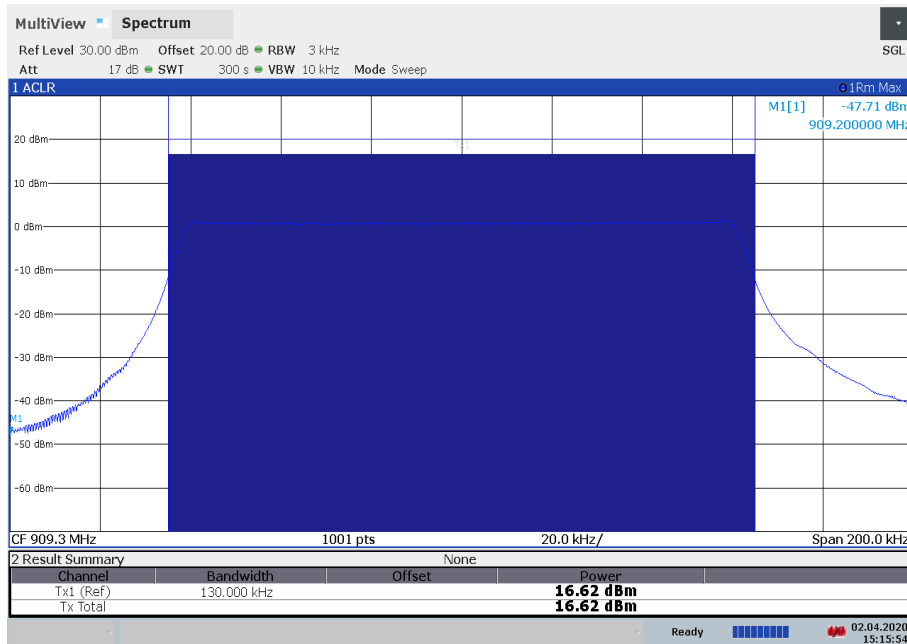 MultiView Spectrum
Ref Level 30.00 dBm Offset 20.00 dB RBW 3 kHz
SGL
Att 17 dB SWT 300 s VBW 10 kHz Mode Sweep
1 ACLR 1Rm Max
M1[1] -47.71 dBm
909.200000 MHz
20 dBm
10 dBm
0 dBm
-10 dBm
-20 dBm
-30 dBm
-40 dBm
M1
-50 dBm
-60 dBm
CF 909.3 MHz 1001 pts 20.0 kHz/ Span 200.0 kHz
2 Result Summary None
Channel Bandwidth Offset Power
Tx1 (Ref) 130.000 kHz 16.62 dBm
Tx Total 16.62 dBm
Ready 02.04.2020
15:15:54